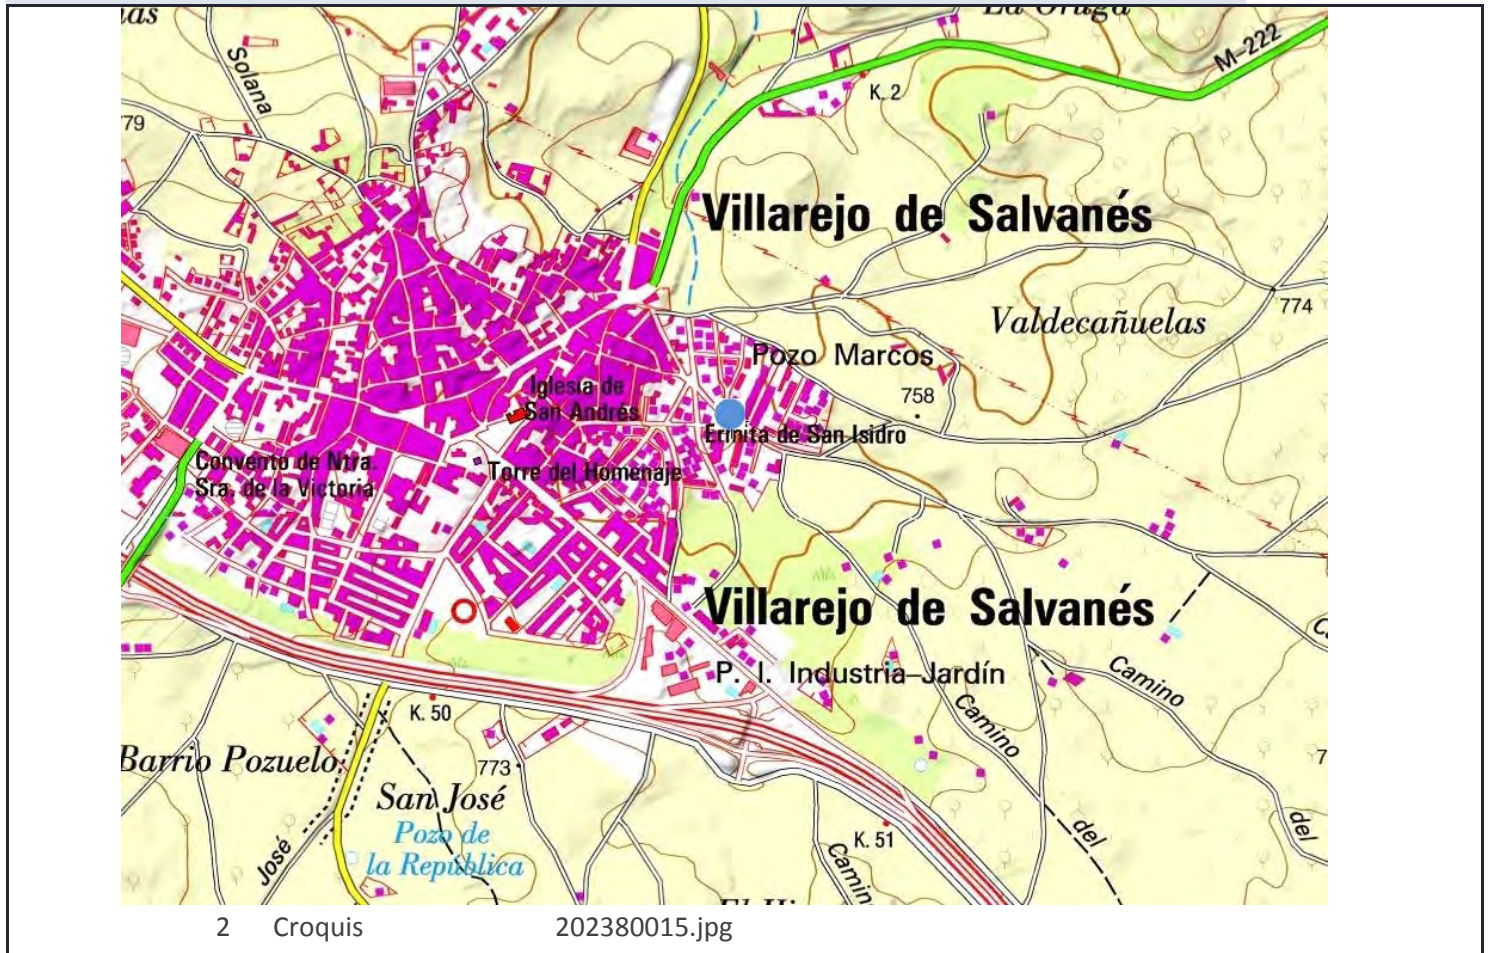 La Oruga
M-222
Solana
K. 2
79
Villarejo de Salvanés
774
Valdecañuelas
Pozo Marcos
758
Iglesia de
San Andrés
Ermita de San Isidro
Convento de Ntra.
Sra. de la Victoria
Torre del Homenaje
Villarejo de Salvanés
P. I. Industria-Jardín
Camino
Camino
K. 50
Barrio Pozuelo
773
San José
Pozo de
la República
José
K. 51
del
del
2 Croquis 202380015.jpg